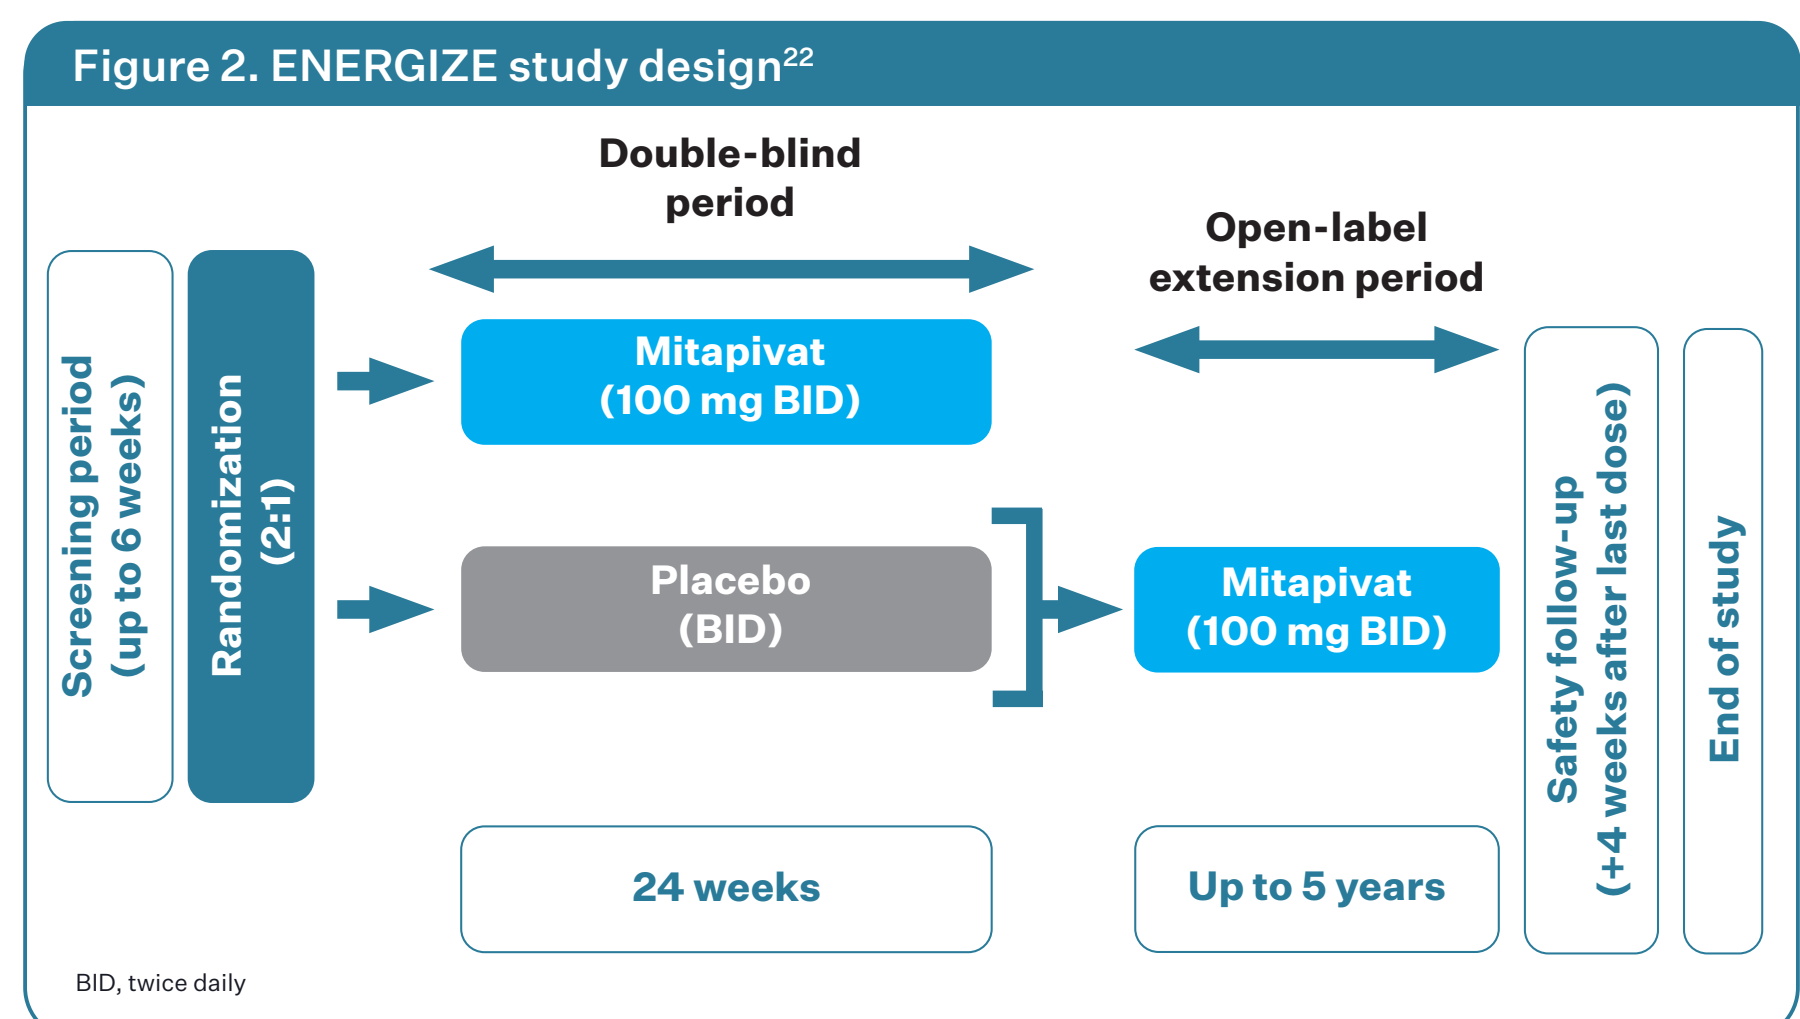 Figure 2. ENERGIZE study design22
Double-blind
period
Open-label
extension period
Screening period
(up to 6 weeks)
Randomization
(2:1)
Mitapivat
(100 mg BID)
Placebo
(BID)
Mitapivat
(100 mg BID)
Safety follow-up
(+4 weeks after last dose)
End of study
24 weeks
Up to 5 years
BID, twice daily